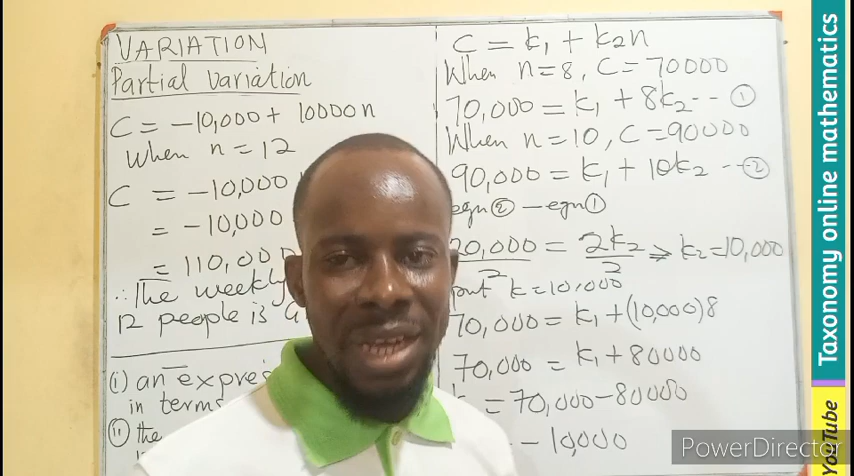 VARIATION
Partial variation
C = -10,000 + 10000n
When n = 12
C = -10,000
= -10,000
= 110,000
∴ The weekly
12 people is
(i) an expres
in terms
(ii) the
C = k₁ + k₂n
When n = 8, C = 70000
70,000 = k₁ + 8k₂ -- ①
When n = 10, C = 90000
90,000 = k₁ + 10k₂ -- ②
eqn ② - eqn ①
20,000/2 = 2k₂/2 => k₂ = 10,000
put k = 10,000
70,000 = k₁ + (10,000)8
70,000 = k₁ + 80000
= 70,000 - 80000
- 10,000
Taxonomy online mathematics
YouTube
PowerDirector